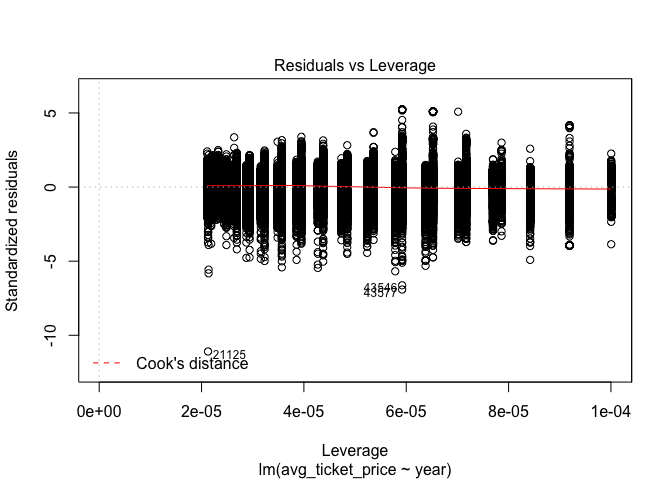 Residuals vs Leverage
Standardized residuals
5
0
-5
-10
43546
43577
21125
Cook's distance
0e+00 2e-05 4e-05 6e-05 8e-05 1e-04
Leverage
lm(avg_ticket_price ~ year)